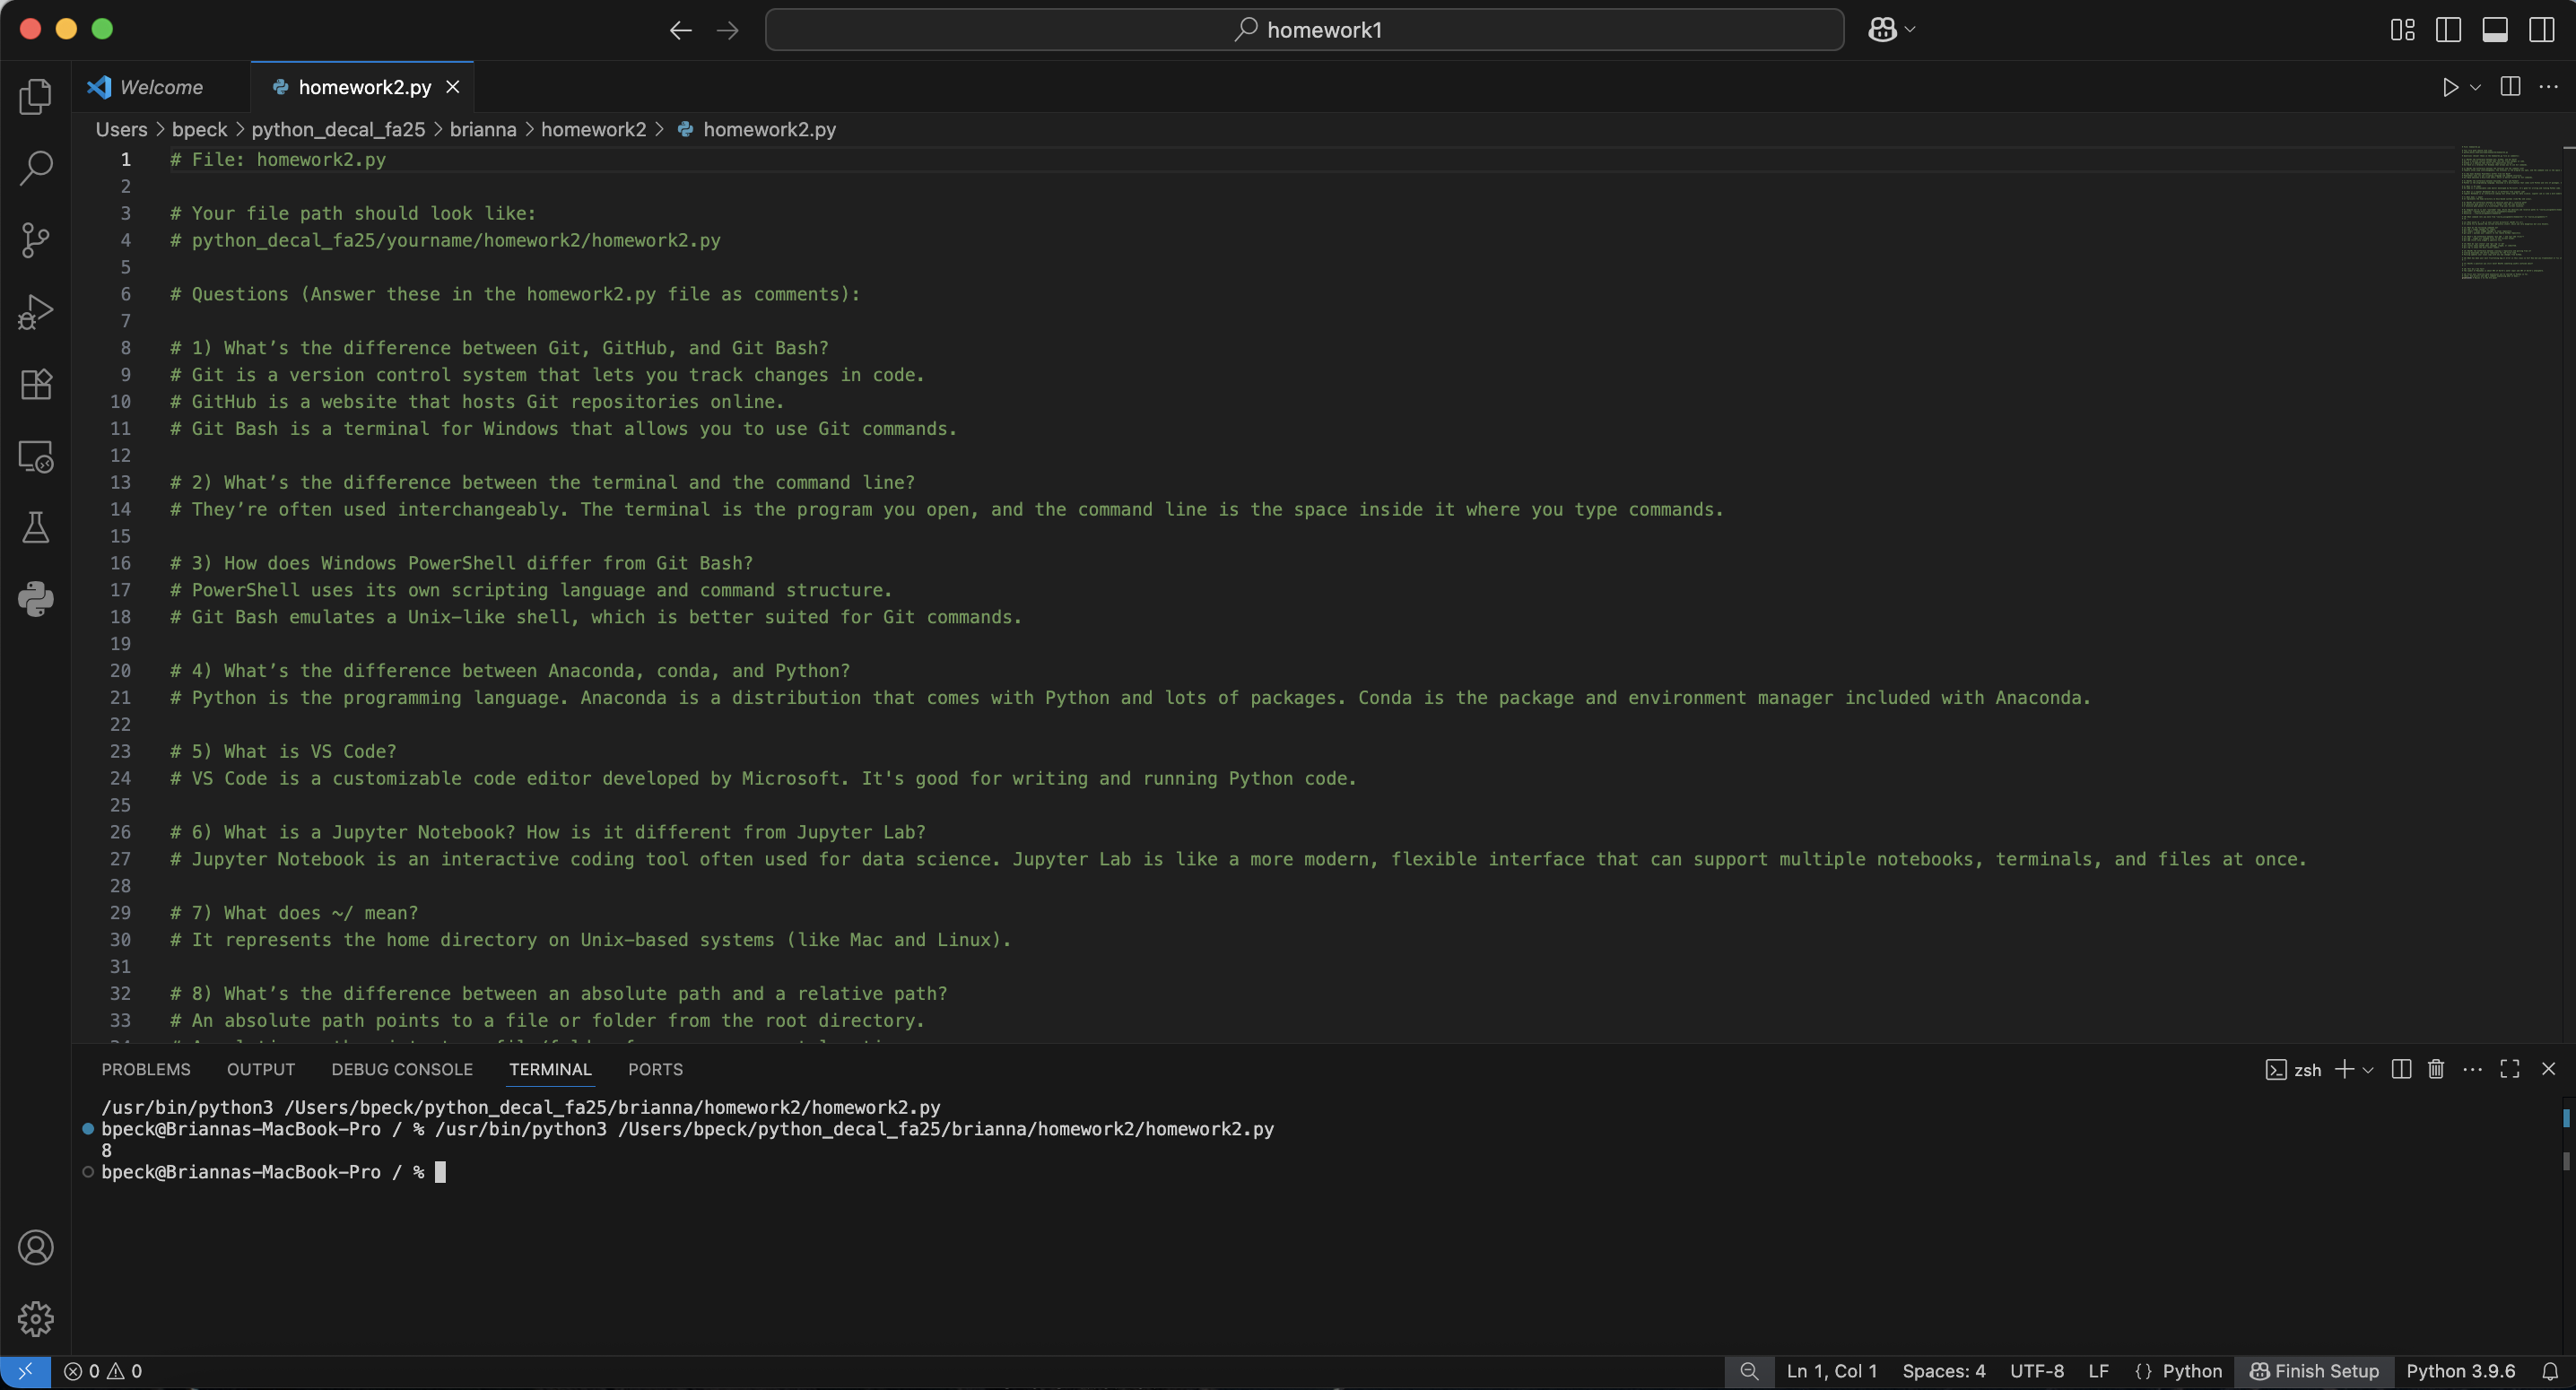 homework1
Welcome
homework2.py
Users > bpeck > python_decal_fa25 > brianna > homework2 > homework2.py
1 # File: homework2.py
2
3 # Your file path should look like:
4 # python_decal_fa25/yourname/homework2/homework2.py
5
6 # Questions (Answer these in the homework2.py file as comments):
7
8 # 1) What’s the difference between Git, GitHub, and Git Bash?
9 # Git is a version control system that lets you track changes in code.
10 # GitHub is a website that hosts Git repositories online.
11 # Git Bash is a terminal for Windows that allows you to use Git commands.
12
13 # 2) What’s the difference between the terminal and the command line?
14 # They’re often used interchangeably. The terminal is the program you open, and the command line is the space inside it where you type commands.
15
16 # 3) How does Windows PowerShell differ from Git Bash?
17 # PowerShell uses its own scripting language and command structure.
18 # Git Bash emulates a Unix-like shell, which is better suited for Git commands.
19
20 # 4) What’s the difference between Anaconda, conda, and Python?
21 # Python is the programming language. Anaconda is a distribution that comes with Python and lots of packages. Conda is the package and environment manager included with Anaconda.
22
23 # 5) What is VS Code?
24 # VS Code is a customizable code editor developed by Microsoft. It's good for writing and running Python code.
25
26 # 6) What is a Jupyter Notebook? How is it different from Jupyter Lab?
27 # Jupyter Notebook is an interactive coding tool often used for data science. Jupyter Lab is like a more modern, flexible interface that can support multiple notebooks, terminals, and files at once.
28
29 # 7) What does ~/ mean?
30 # It represents the home directory on Unix-based systems (like Mac and Linux).
31
32 # 8) What’s the difference between an absolute path and a relative path?
33 # An absolute path points to a file or folder from the root directory.
PROBLEMS OUTPUT DEBUG CONSOLE TERMINAL PORTS
zsh
/usr/bin/python3 /Users/bpeck/python_decal_fa25/brianna/homework2/homework2.py
bpeck@Briannas-MacBook-Pro / % /usr/bin/python3 /Users/bpeck/python_decal_fa25/brianna/homework2/homework2.py
8
bpeck@Briannas-MacBook-Pro / %
0 0 Ln 1, Col 1 Spaces: 4 UTF-8 LF {} Python Finish Setup Python 3.9.6